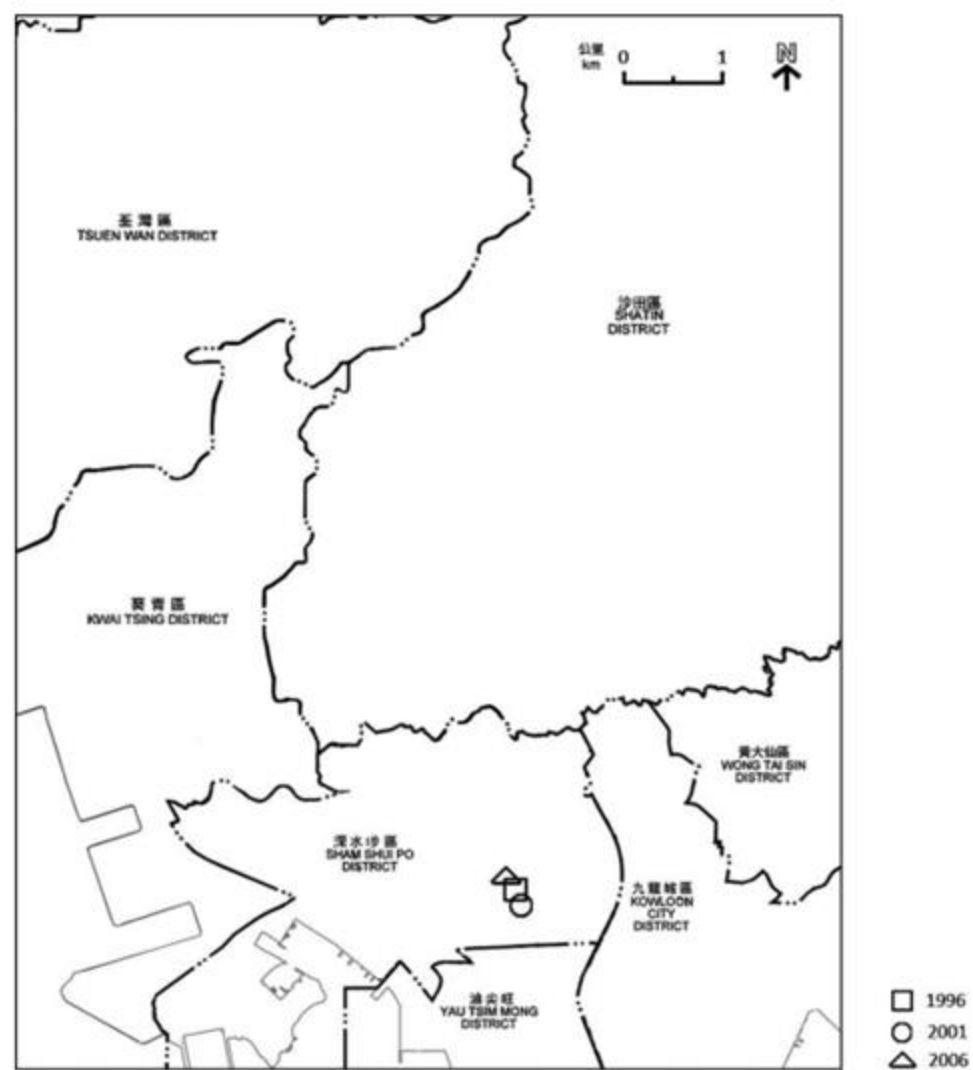 公里
km
0
1
N
荃灣區
TSUEN WAN DISTRICT
沙田區
SHATIN
DISTRICT
葵青區
KWAI TSING DISTRICT
黃大仙區
WONG TAI SIN
DISTRICT
深水埗區
SHAM SHUI PO
DISTRICT
九龍城區
KOWLOON
CITY
DISTRICT
油尖旺
YAU TSIM MONG
DISTRICT
1996
2001
2006